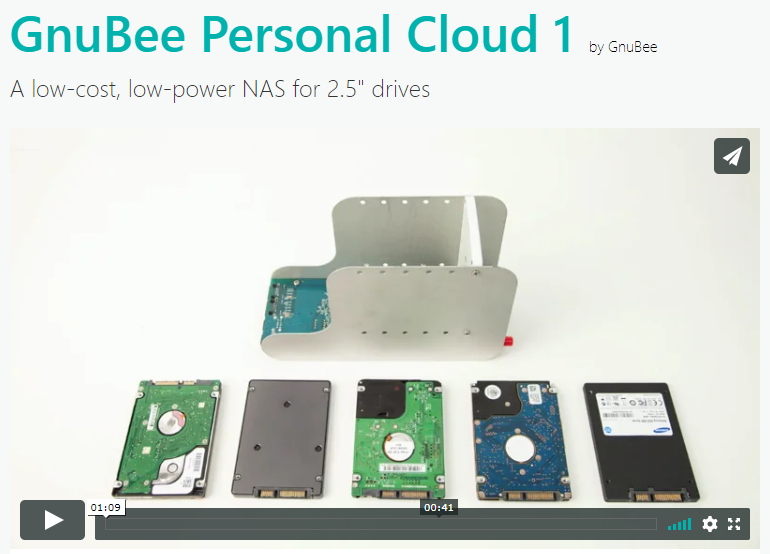 GnuBee Personal Cloud 1 by GnuBee
A low-cost, low-power NAS for 2.5" drives
SAMSUNG
01:09
00:41